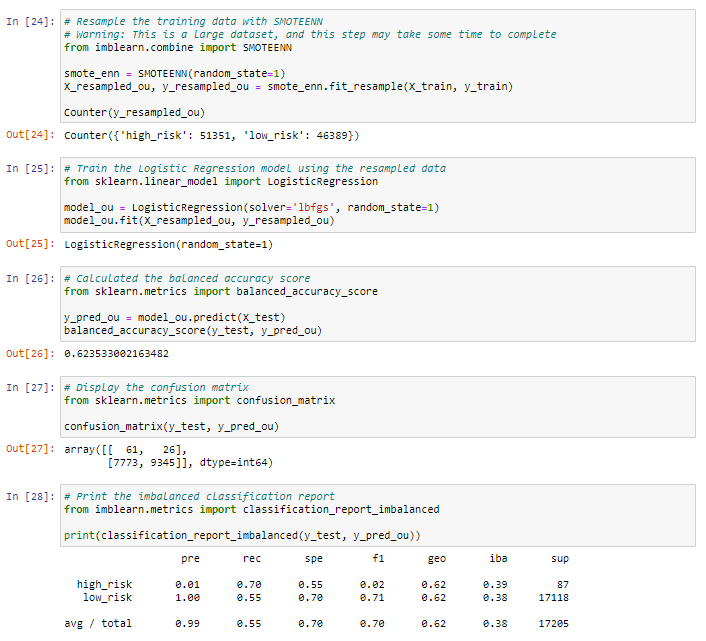 In [24]: # Resample the training data with SMOTEENN
# Warning: This is a large dataset, and this step may take some time to complete
from imblearn.combine import SMOTEENN
smote_enn = SMOTEENN(random_state=1)
X_resampled_ou, y_resampled_ou = smote_enn.fit_resample(X_train, y_train)
Counter(y_resampled_ou)
Out[24]: Counter({'high_risk': 51351, 'low_risk': 46389})
In [25]: # Train the Logistic Regression model using the resampled data
from sklearn.linear_model import LogisticRegression
model_ou = LogisticRegression(solver='lbfgs', random_state=1)
model_ou.fit(X_resampled_ou, y_resampled_ou)
Out[25]: LogisticRegression(random_state=1)
In [26]: # Calculated the balanced accuracy score
from sklearn.metrics import balanced_accuracy_score
y_pred_ou = model_ou.predict(X_test)
balanced_accuracy_score(y_test, y_pred_ou)
Out[26]: 0.623533002163482
In [27]: # Display the confusion matrix
from sklearn.metrics import confusion_matrix
confusion_matrix(y_test, y_pred_ou)
Out[27]: array([[  61,   26],
       [7773, 9345]], dtype=int64)
In [28]: # Print the imbalanced classification report
from imblearn.metrics import classification_report_imbalanced
print(classification_report_imbalanced(y_test, y_pred_ou))
pre rec spe f1 geo iba sup
high_risk 0.01 0.70 0.55 0.02 0.62 0.39 87
low_risk 1.00 0.55 0.70 0.71 0.62 0.38 17118
avg / total 0.99 0.55 0.70 0.70 0.62 0.38 17205